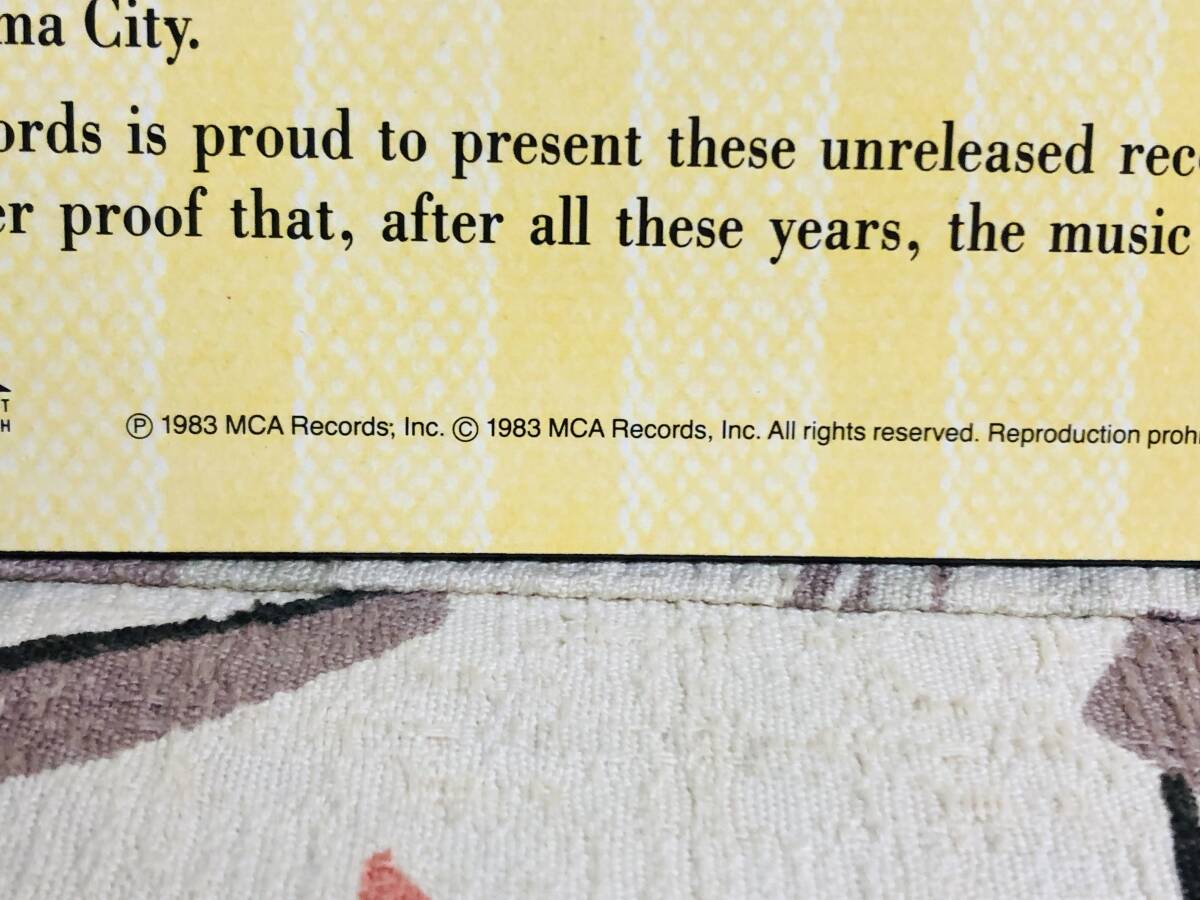 ma City.
ords is proud to present these unreleased rec
er proof that, after all these years, the music
T
H
Ⓟ 1983 MCA Records, Inc. © 1983 MCA Records, Inc. All rights reserved. Reproduction proh